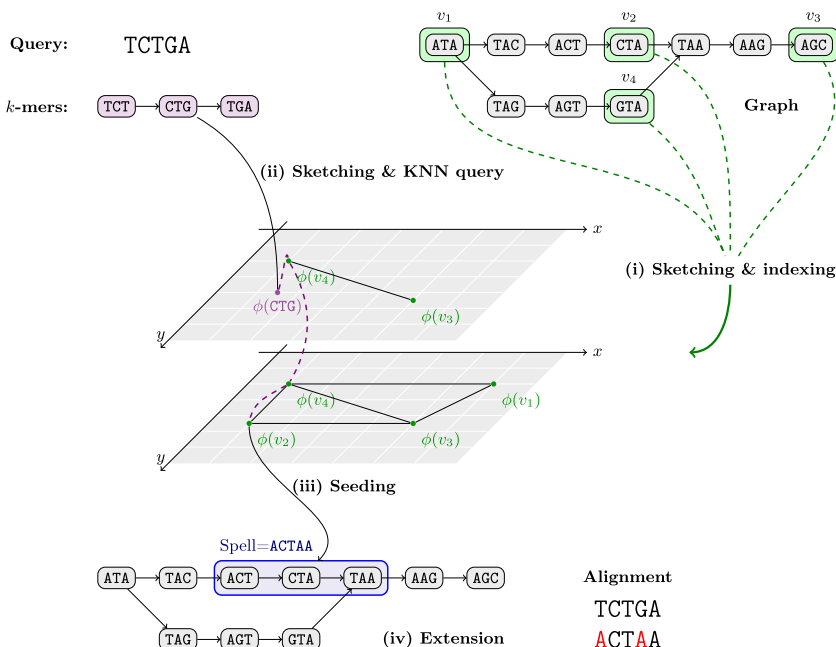 v1 v2 v3
Query: TCTGA
ATA TAC ACT CTA TAA AAG AGC
v4
k-mers: TCT CTG TGA
TAG AGT GTA Graph
(ii) Sketching & KNN query
x
(i) Sketching & indexing
ϕ(v4)
ϕ(CTG)
ϕ(v3)
y
x
ϕ(v4) ϕ(v1)
ϕ(v2) ϕ(v3)
y
(iii) Seeding
Spell=ACTAA
ATA TAC ACT CTA TAA AAG AGC
Alignment
TCTGA
TAG AGT GTA (iv) Extension
ACTAA